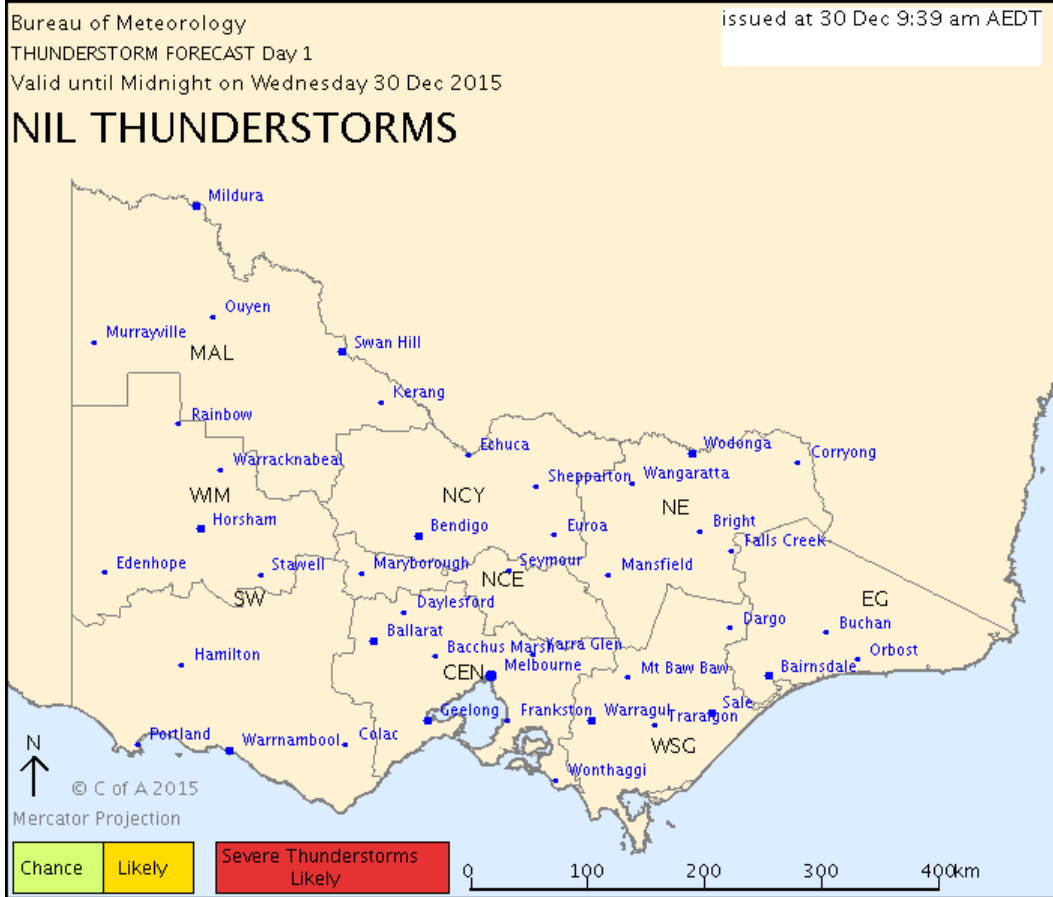 Bureau of Meteorology
issued at 30 Dec 9:39 am AEDT
THUNDERSTORM FORECAST Day 1
Valid until Midnight on Wednesday 30 Dec 2015
NIL THUNDERSTORMS
Mildura
Ouyen
Murrayville
MAL
Swan Hill
Kerang
Rainbow
Echuca
Wodonga
Corryong
Warracknabeal
Shepparton
Wangaratta
WIM
NCY
NE
Horsham
Bendigo
Euroa
Bright
Falls Creek
Edenhope
Stawell
Maryborough
Seymour
NCE
Mansfield
SW
EG
Daylesford
Dargo
Buchan
Ballarat
Bacchus Marsh
Yarra Glen
Orbost
Hamilton
CEN
Melbourne
Mt Baw Baw
Bairnsdale
Geelong
Frankston
Warragul
Traralgon
Sale
Portland
Warrnambool
Colac
WSG
N
Wonthaggi
© C of A 2015
Mercator Projection
Chance
Likely
Severe Thunderstorms
Likely
0 100 200 300 400km